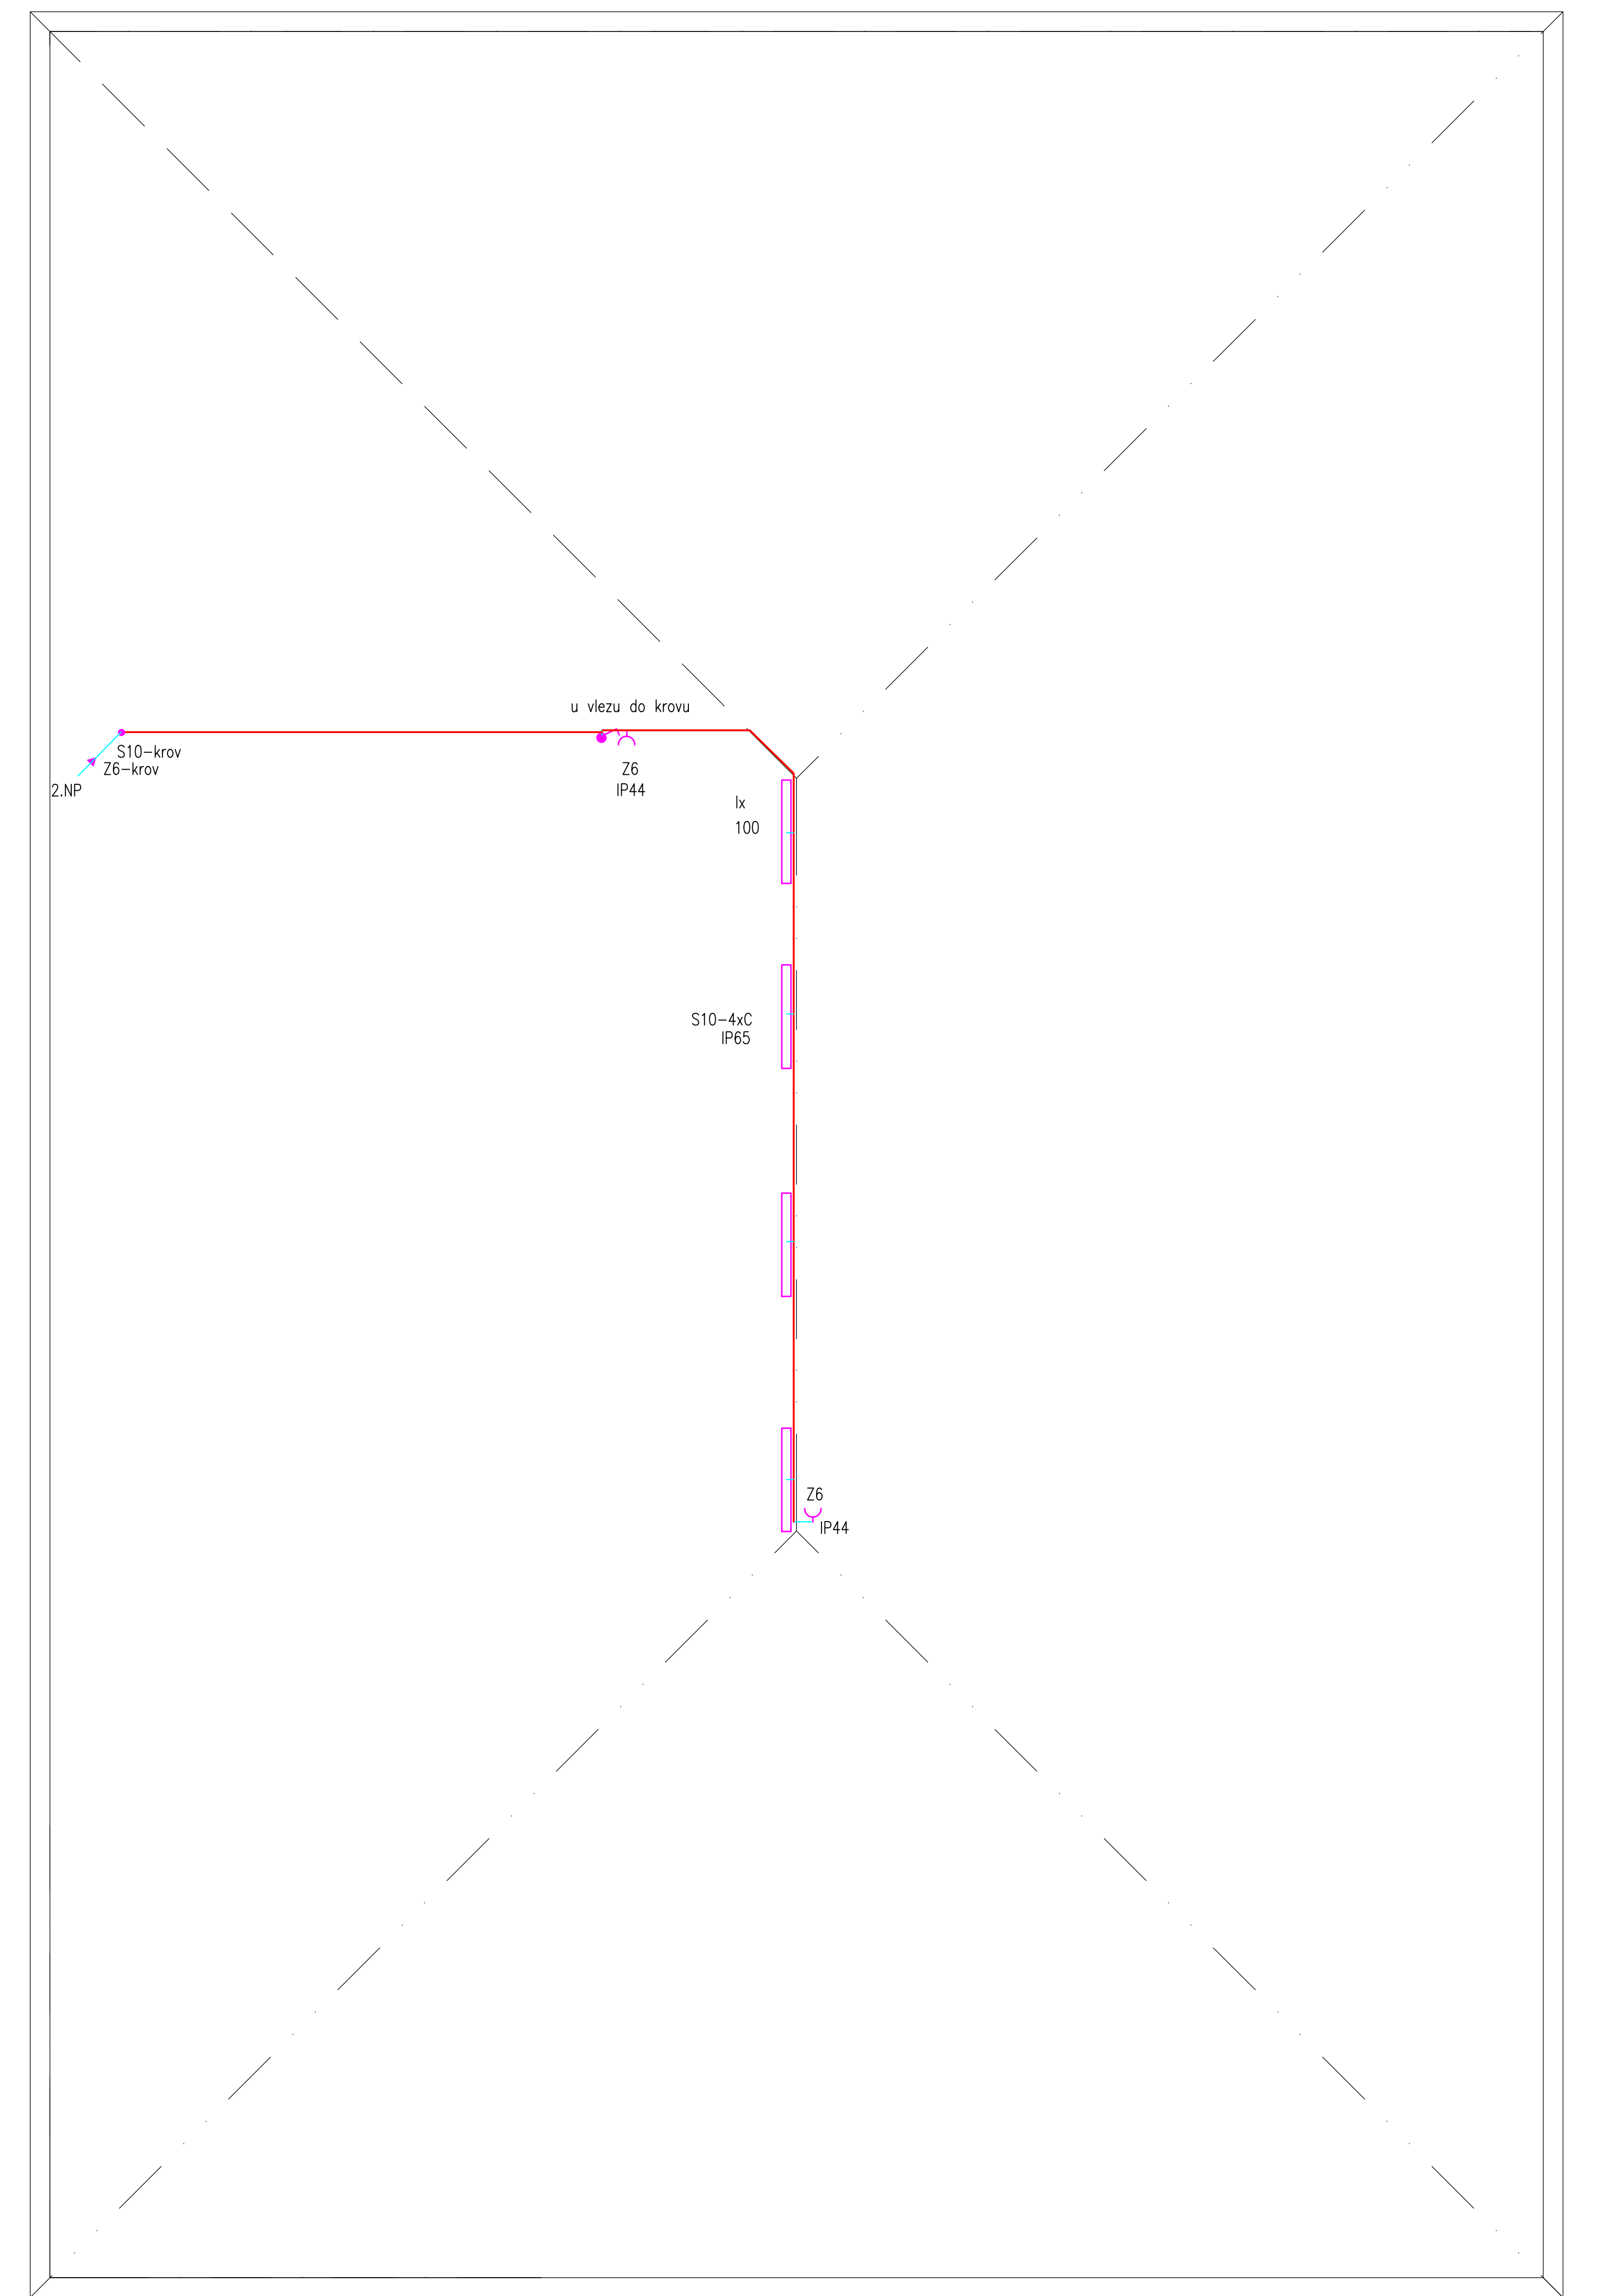 u vlezu do krovu
S10-krov
Z6-krov
2.NP
Z6
IP44
lx
100
S10-4xC
IP65
Z6
IP44